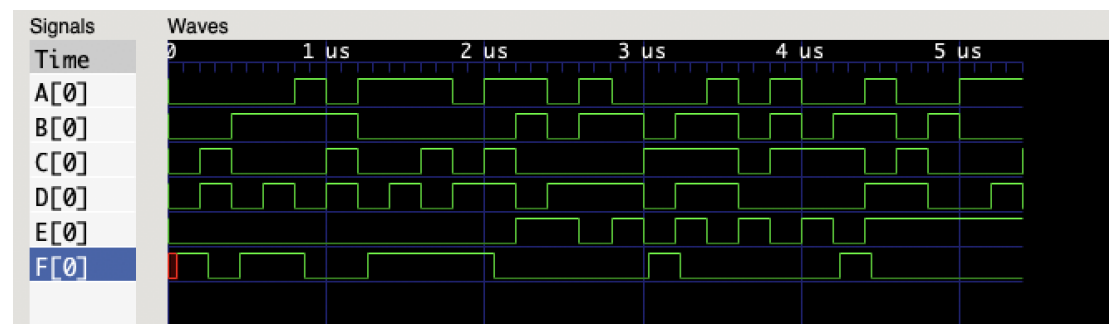 Signals
Waves
Time
0 1 us 2 us 3 us 4 us 5 us
A[0]
B[0]
C[0]
D[0]
E[0]
F[0]